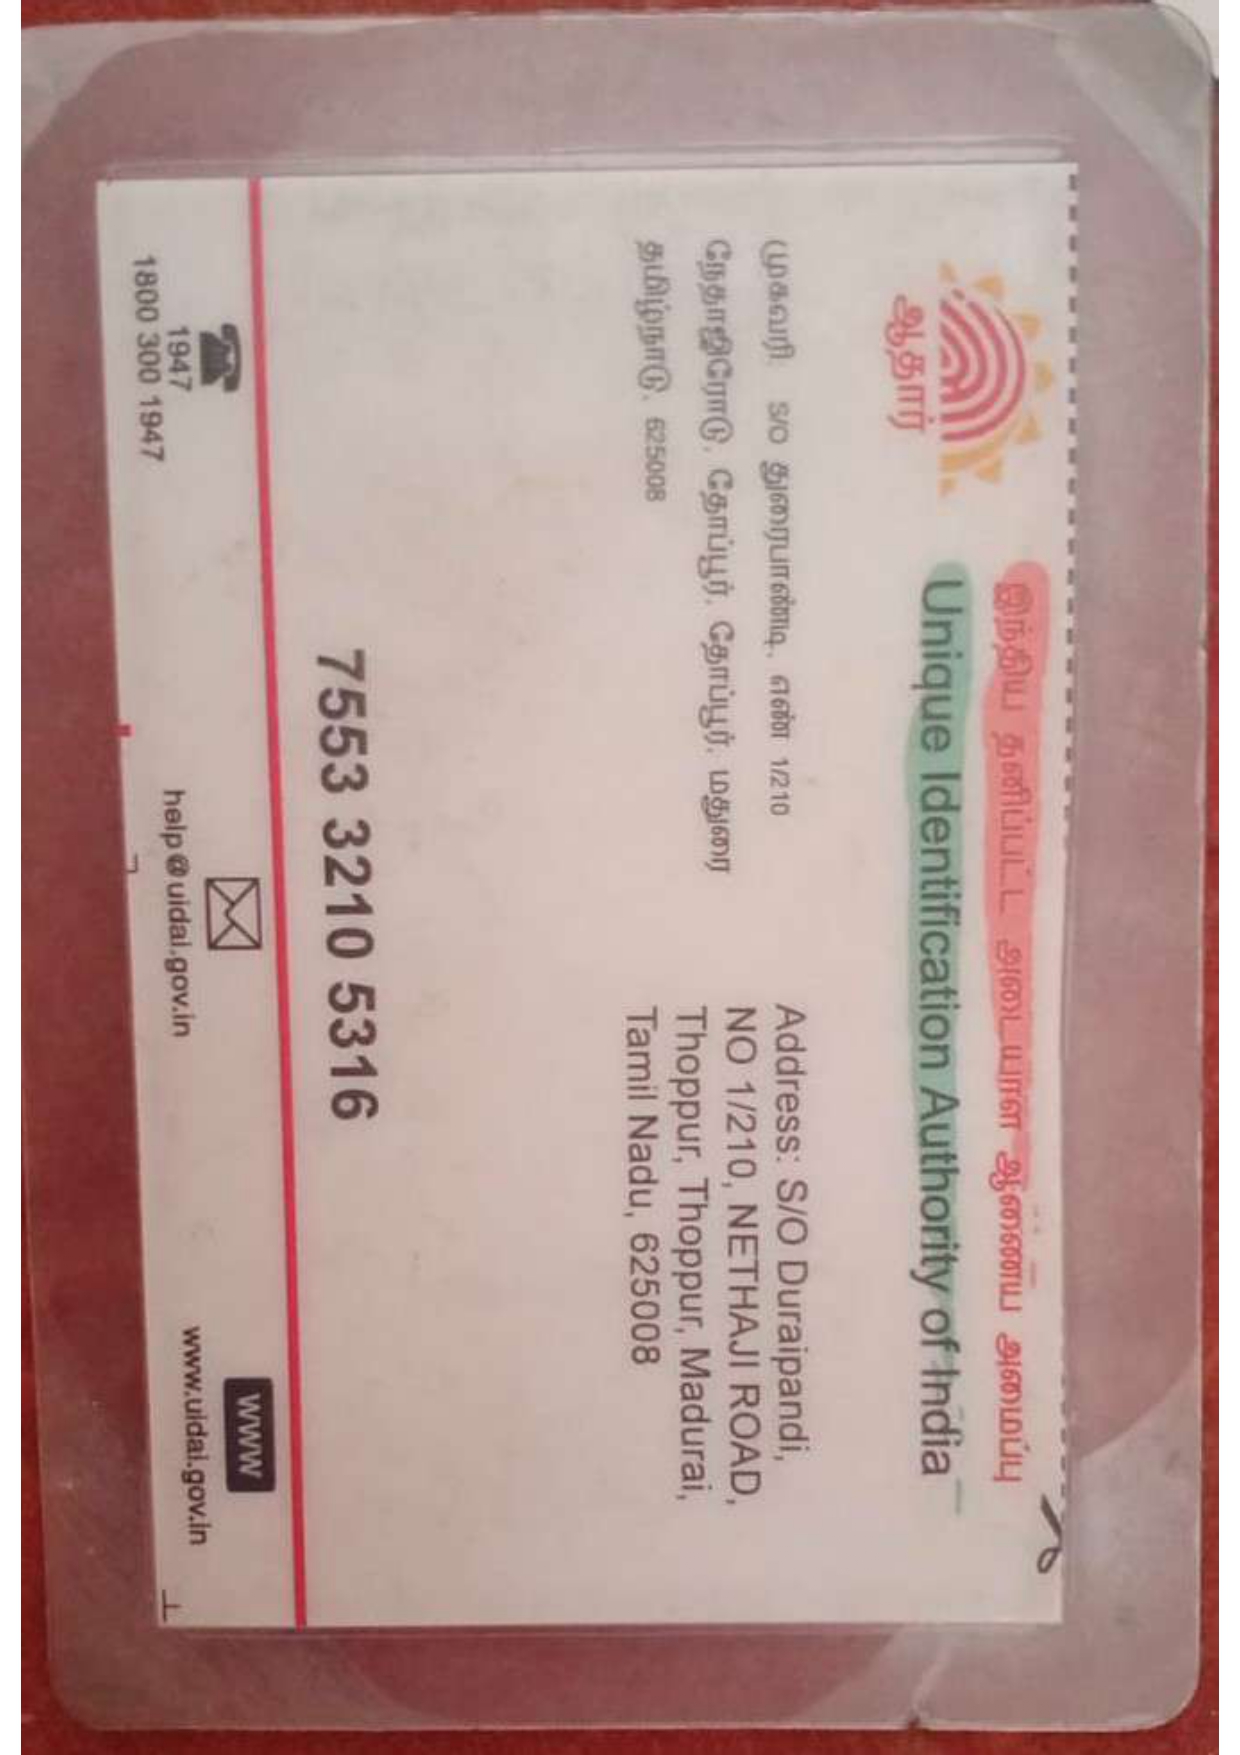 இந்திய தனிப்பட்ட அடையாள ஆணைய அமைப்பு
Unique Identification Authority of India
ஆதார்
முகவரி: S/O துரைபாண்டி, எண் 1/210
நேதாஜிரோடு, தோப்பூர், தோப்பூர், மதுரை
தமிழ்நாடு, 625008
Address: S/O Duraipandi,
NO 1/210, NETHAJI ROAD,
Thoppur, Thoppur, Madurai,
Tamil Nadu, 625008
7553 3210 5316
1947
1800 300 1947
help@uidai.gov.in
WWW
www.uidai.gov.in